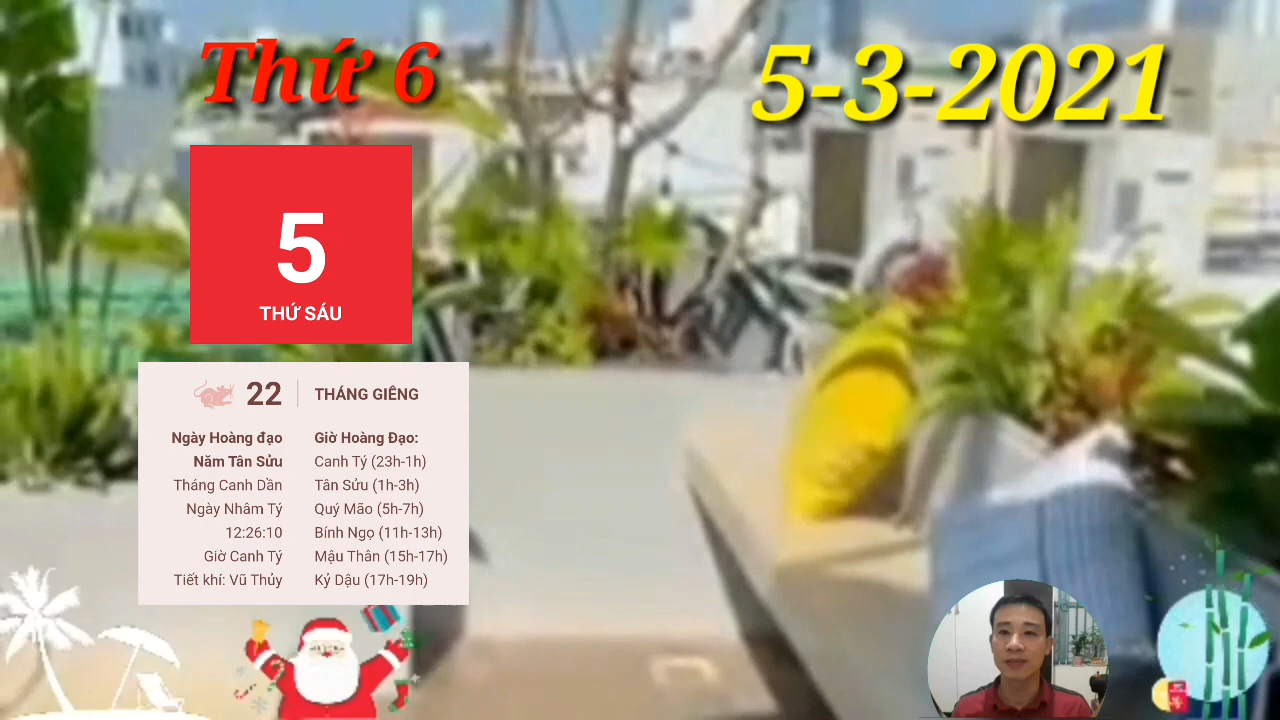 Thứ 6
5-3-2021
5
THỨ SÁU
22
THÁNG GIÊNG
Ngày Hoàng đạo
Năm Tân Sửu
Tháng Canh Dần
Ngày Nhâm Tý
12:26:10
Giờ Canh Tý
Tiết khí: Vũ Thủy
Giờ Hoàng Đạo:
Canh Tý (23h-1h)
Tân Sửu (1h-3h)
Quý Mão (5h-7h)
Bính Ngọ (11h-13h)
Mậu Thân (15h-17h)
Kỷ Dậu (17h-19h)